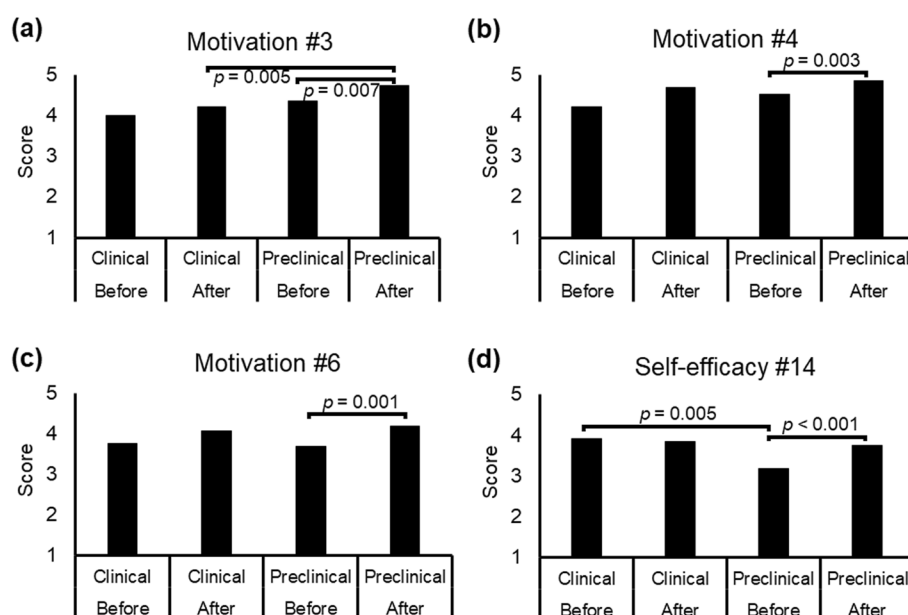 (a)
Motivation #3
p = 0.005
p = 0.007
5
4
3
2
1
Score
Clinical Clinical Preclinical Preclinical
Before After Before After
(b)
Motivation #4
p = 0.003
5
4
3
2
1
Score
Clinical Clinical Preclinical Preclinical
Before After Before After
(c)
Motivation #6
p = 0.001
5
4
3
2
1
Score
Clinical Clinical Preclinical Preclinical
Before After Before After
(d)
Self-efficacy #14
p = 0.005
p < 0.001
5
4
3
2
1
Score
Clinical Clinical Preclinical Preclinical
Before After Before After